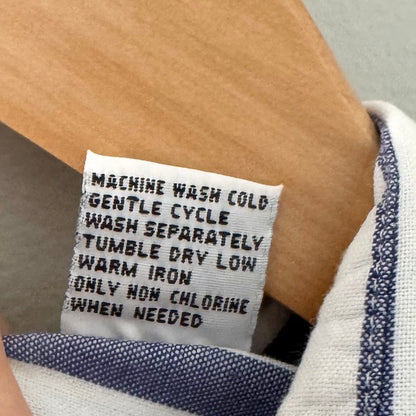 MACHINE WASH COLD
GENTLE CYCLE
WASH SEPARATELY
TUMBLE DRY LOW
WARM IRON
ONLY NON CHLORINE
WHEN NEEDED